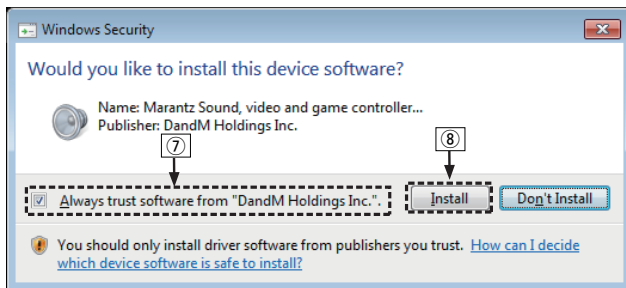 Windows Security
Would you like to install this device software?
Name: Marantz Sound, video and game controller...
Publisher: DandM Holdings Inc.
⑦
⑧
Always trust software from "DandM Holdings Inc.".
Install
Don't Install
You should only install driver software from publishers you trust. How can I decide
which device software is safe to install?